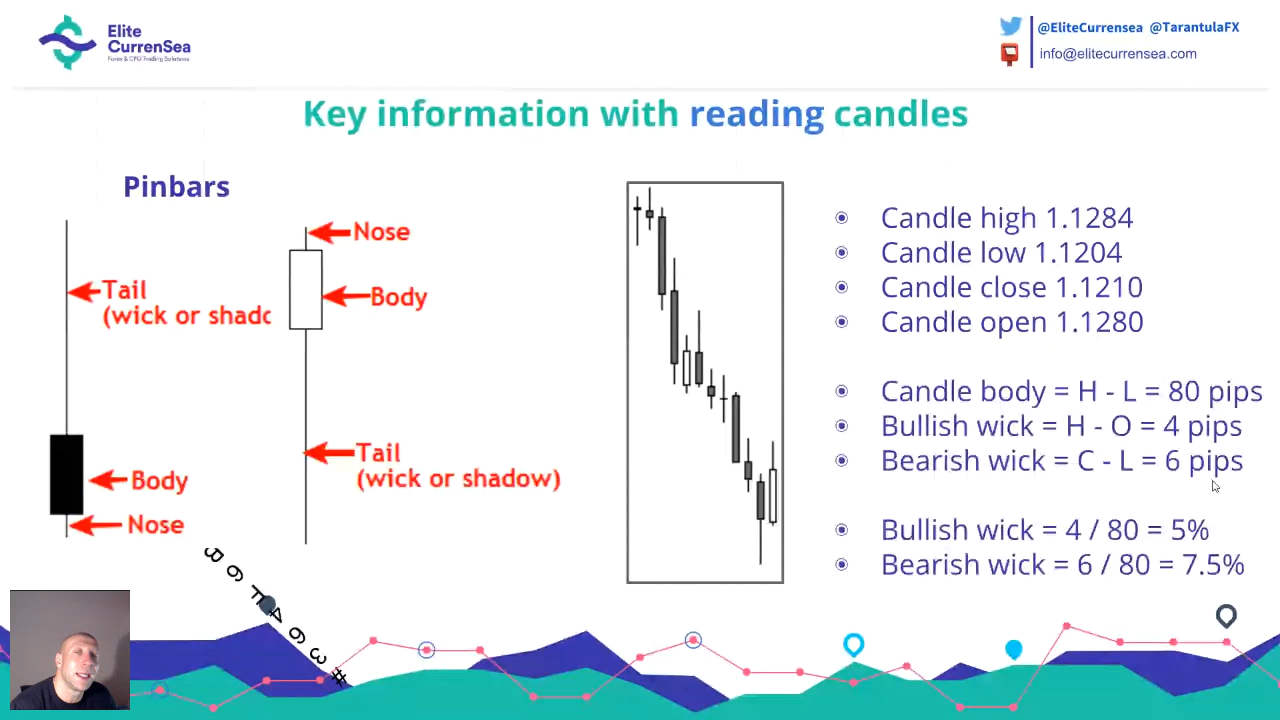 Elite
CurrenSea
Forex & CFD Trading Solutions
@EliteCurrensea @TarantulaFX
info@elitecurrensea.com
Key information with reading candles
Pinbars
Tail
(wick or shadc
Body
Nose
Nose
Body
Tail
(wick or shadow)
Candle high 1.1284
Candle low 1.1204
Candle close 1.1210
Candle open 1.1280
Candle body = H - L = 80 pips
Bullish wick = H - O = 4 pips
Bearish wick = C - L = 6 pips
Bullish wick = 4 / 80 = 5%
Bearish wick = 6 / 80 = 7.5%